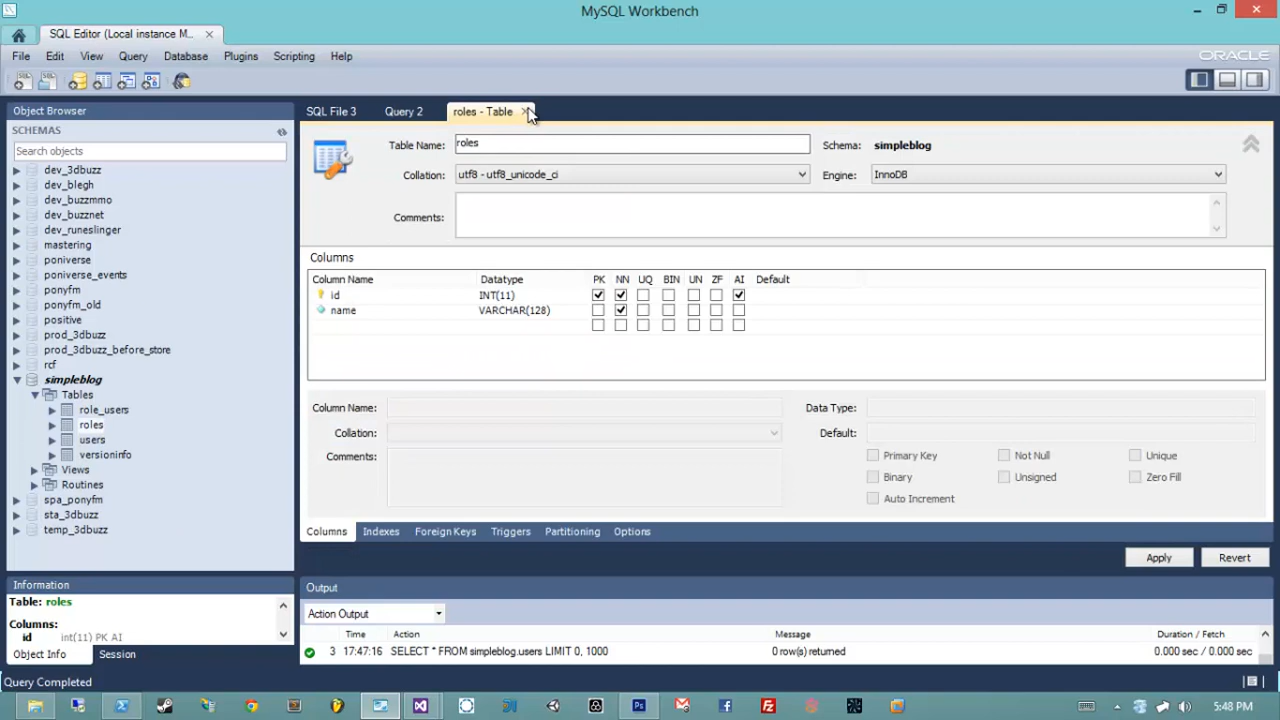 MySQL Workbench
SQL Editor (Local instance M...
File Edit View Query Database Plugins Scripting Help
ORACLE
Object Browser
SCHEMAS
Search objects
dev_3dbuzz
dev_blegh
dev_buzzmmo
dev_buzznet
dev_runeslinger
mastering
poniverse
poniverse_events
ponyfm
ponyfm_old
positive
prod_3dbuzz
prod_3dbuzz_before_store
rcf
simpleblog
Tables
role_users
roles
users
versioninfo
Views
Routines
spa_ponyfm
sta_3dbuzz
temp_3dbuzz
Information
Table: roles
Columns:
id int(11) PK AI
Object Info Session
SQL File 3 Query 2 roles - Table
Table Name: roles Schema: simpleblog
Collation: utf8 - utf8_unicode_ci Engine: InnoDB
Comments:
Columns
Column Name Datatype PK NN UQ BIN UN ZF AI Default
id INT(11)
name VARCHAR(128)
Column Name: Data Type:
Collation: Default:
Comments: Primary Key Not Null Unique
Binary Unsigned Zero Fill
Auto Increment
Columns Indexes Foreign Keys Triggers Partitioning Options
Apply Revert
Output
Action Output
Time Action Message Duration / Fetch
3 17:47:16 SELECT * FROM simpleblog.users LIMIT 0, 1000 0 row(s) returned 0.000 sec / 0.000 sec
Query Completed
5:48 PM